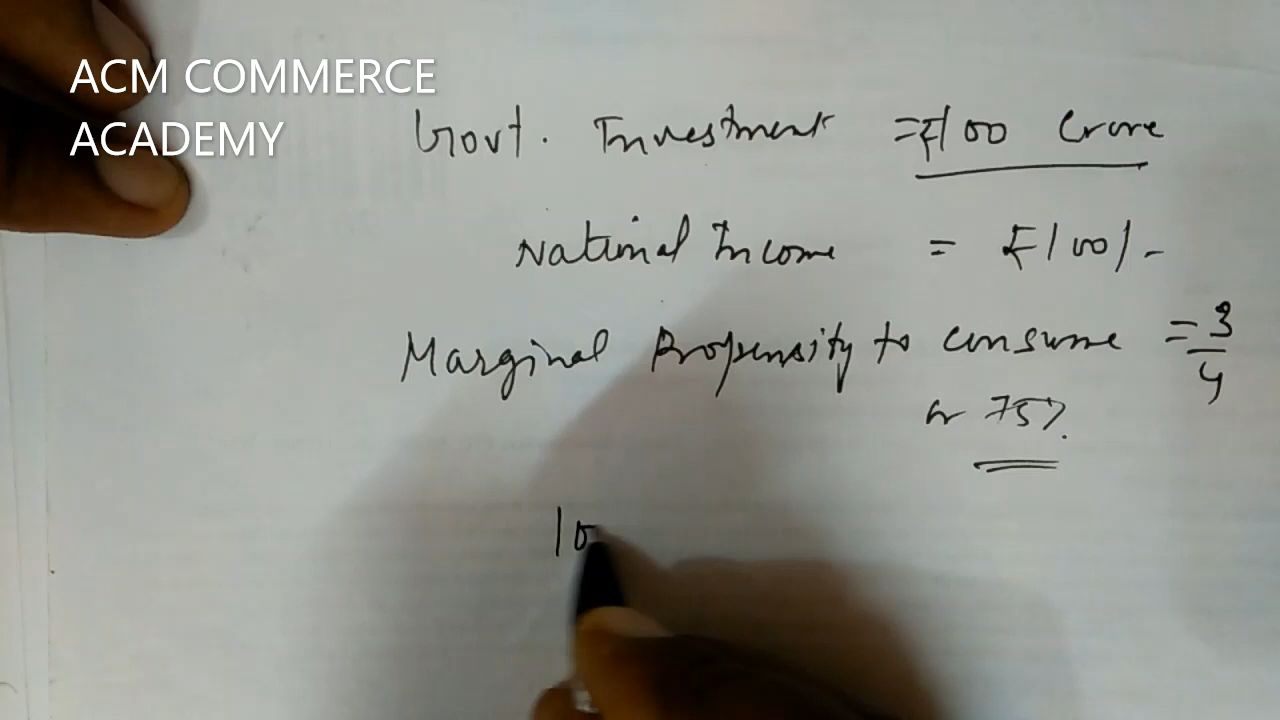 ACM COMMERCE
ACADEMY
Govt. Investment = ₹100 Crore
National Income = ₹100/-
Marginal Propensity to consume = 3/4
or 75%.
10